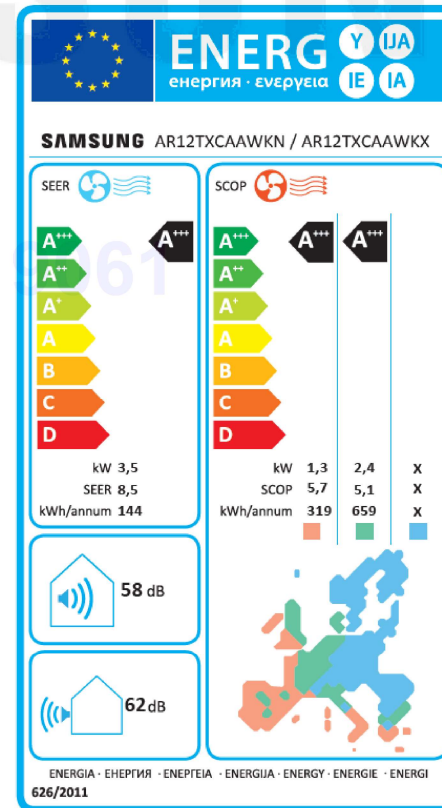 ENERG
енергия · ενεργεια
Y IJA
IE IA
SAMSUNG AR12TXCAAWKN / AR12TXCAAWKX
SEER
A+++ A+++
A++
A+
A
B
C
D
kW 3,5
SEER 8,5
kWh/annum 144
SCOP
A+++ A+++ A+++
A++
A+
A
B
C
D
kW 1,3 2,4 X
SCOP 5,7 5,1 X
kWh/annum 319 659 X
58 dB
62 dB
ENERGIA · ЕНЕРГИЯ · ΕΝΕΡΓΕΙΑ · ENERGIJA · ENERGY · ENERGIE · ENERGI
626/2011